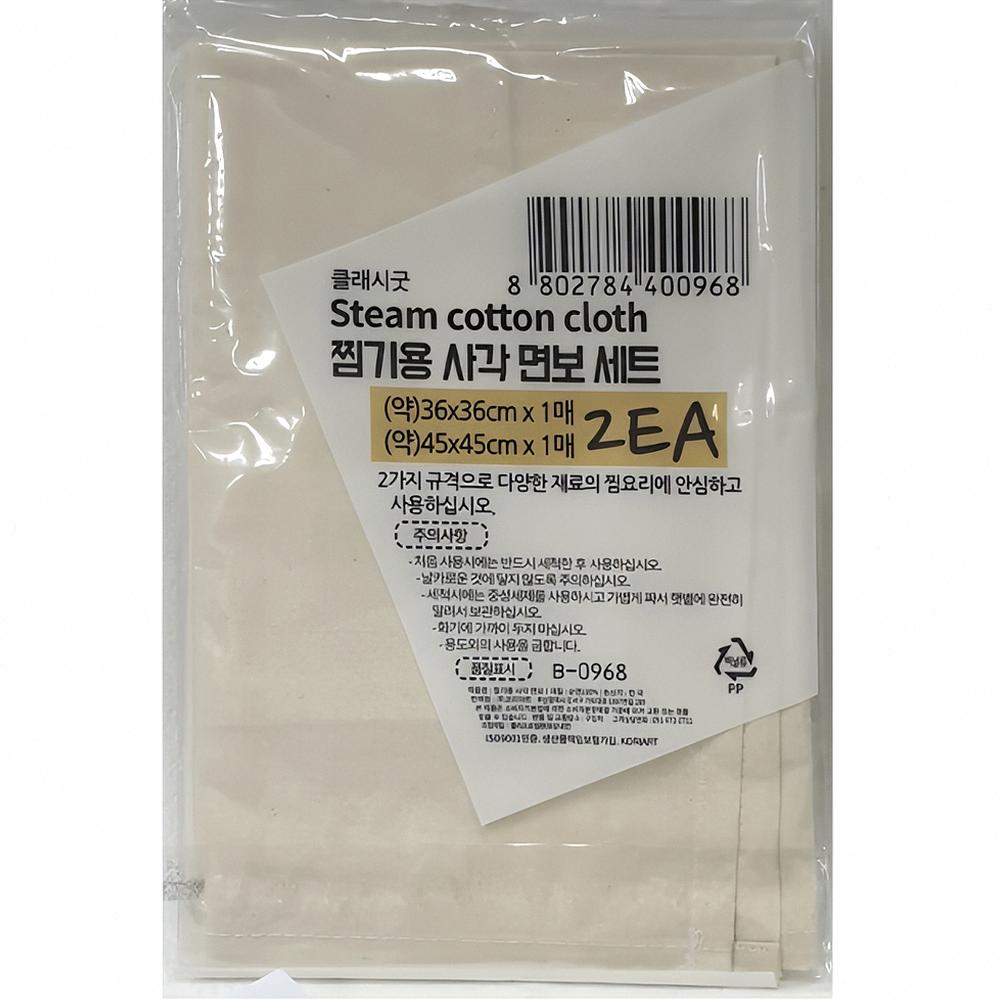 8 802784 400968
클래시굿
Steam cotton cloth
찜기용 사각 면보 세트
(약)36x36cm x 1매
(약)45x45cm x 1매
2EA
2가지 규격으로 다양한 재료의 찜요리에 안심하고
사용하십시오.
주의사항
-처음 사용시에는 반드시 세척한 후 사용하십시오.
-날카로운 것에 닿지 않도록 주의하십시오.
-세척시에는 중성세제를 사용하시고 가볍게 짜서 햇볕에 완전히
말려서 보관하십시오.
-화기에 가까이 두지 마십시오.
-용도외의 사용을 금합니다.
품질표시
B-0968
PP